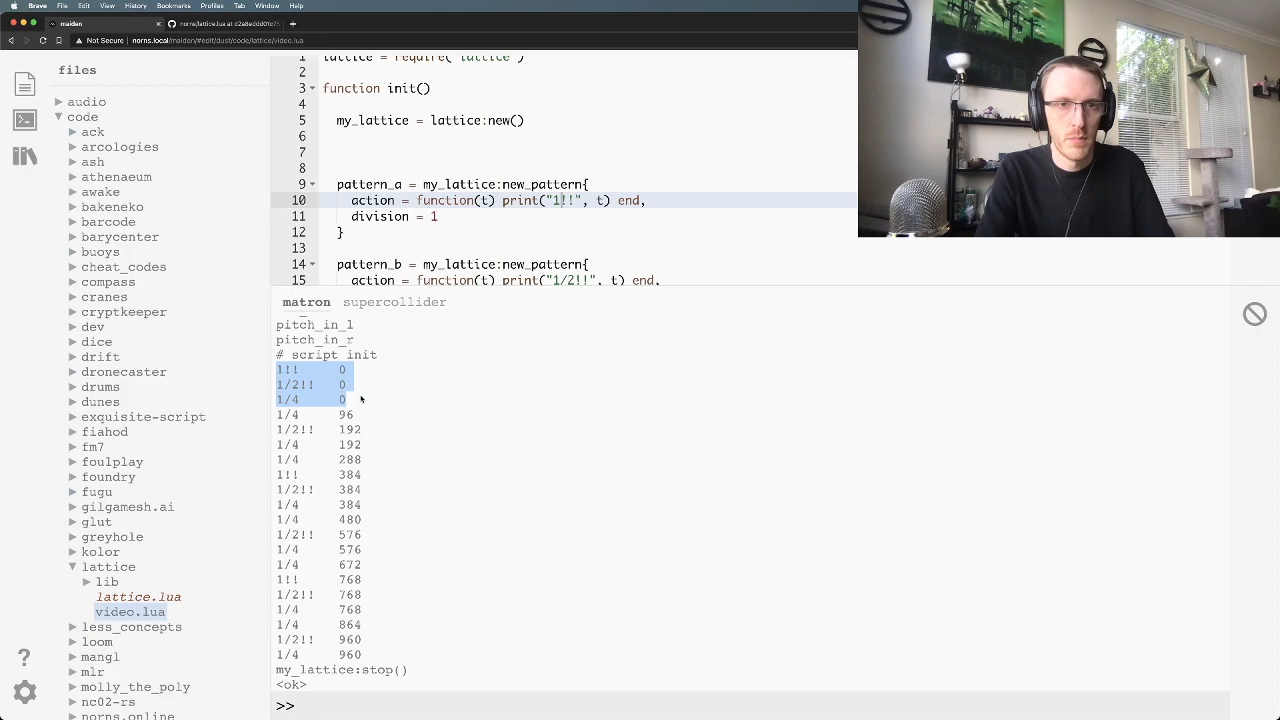 Brave File Edit View History Bookmarks Profiles Tab Window Help
maiden
norns/lattice.lua at d2a8eddd01c75
Not Secure norns.local/maiden/#edit/dust/code/lattice/video.lua
files
audio
code
ack
arcologies
ash
athenaeum
awake
bakeneko
barcode
barycenter
buoys
cheat_codes
compass
cranes
cryptkeeper
dev
dice
drift
dronecaster
drums
dunes
exquisite-script
fiahod
fm7
foulplay
foundry
fugu
gilgamesh.ai
glut
greyhole
kolor
lattice
lib
lattice.lua
video.lua
less_concepts
loom
mangl
mlr
molly_the_poly
nc02-rs
norns.online
1 lattice = require("lattice")
2
3 function init()
4
5 my_lattice = lattice:new()
6
7
8
9 pattern_a = my_lattice:new_pattern{
10 action = function(t) print("1!!", t) end,
11 division = 1
12 }
13
14 pattern_b = my_lattice:new_pattern{
15 action = function(t) print("1/2!!", t) end,
matron supercollider
pitch_in_l
pitch_in_r
# script init
1!! 0
1/2!! 0
1/4 0
1/4 96
1/2!! 192
1/4 192
1/4 288
1!! 384
1/2!! 384
1/4 384
1/4 480
1/2!! 576
1/4 576
1/4 672
1!! 768
1/2!! 768
1/4 768
1/4 864
1/2!! 960
1/4 960
my_lattice:stop()
<ok>
>>